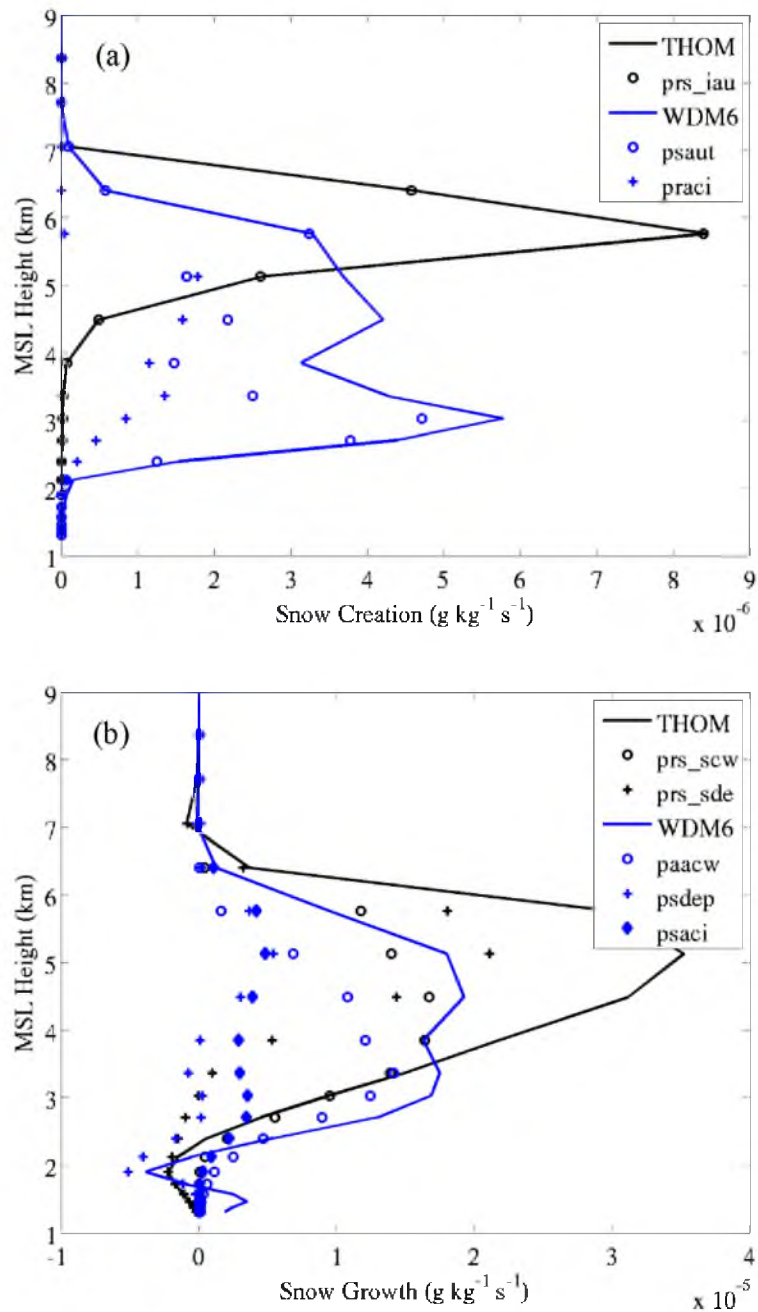 9
8
7
6
5
4
3
2
1
MSL Height (km)
(a)
THOM
prs_iau
WDM6
psaut
praci
0 1 2 3 4 5 6 7 8 9
Snow Creation (g kg⁻¹ s⁻¹)
x 10⁻⁶
9
8
7
6
5
4
3
2
1
MSL Height (km)
(b)
THOM
prs_scw
prs_sde
WDM6
paacw
psdep
psaci
-1 0 1 2 3 4
Snow Growth (g kg⁻¹ s⁻¹)
x 10⁻⁵